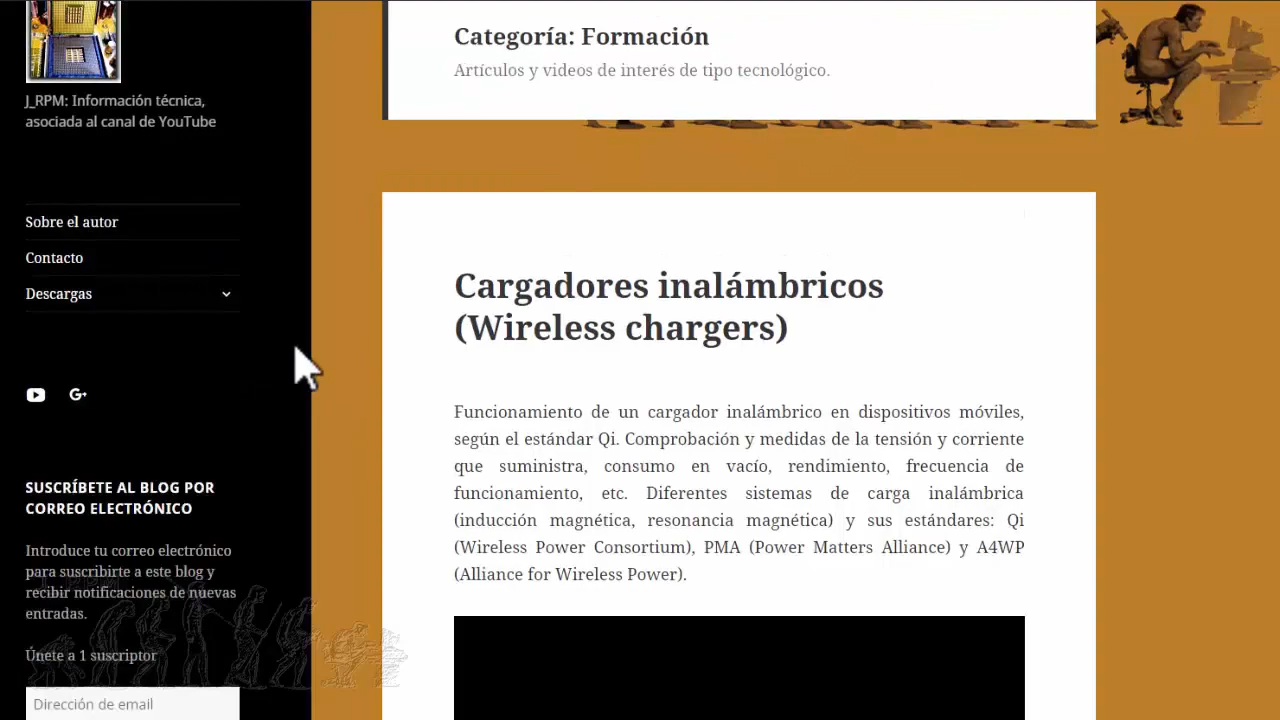 J_RPM: Información técnica,
asociada al canal de YouTube
Sobre el autor
Contacto
Descargas
G+
SUSCRÍBETE AL BLOG POR
CORREO ELECTRÓNICO
Introduce tu correo electrónico
para suscribirte a este blog y
recibir notificaciones de nuevas
entradas.
Únete a 1 suscriptor
Dirección de email
Categoría: Formación
Artículos y videos de interés de tipo tecnológico.
Cargadores inalámbricos
(Wireless chargers)
Funcionamiento de un cargador inalámbrico en dispositivos móviles,
según el estándar Qi. Comprobación y medidas de la tensión y corriente
que suministra, consumo en vacío, rendimiento, frecuencia de
funcionamiento, etc. Diferentes sistemas de carga inalámbrica
(inducción magnética, resonancia magnética) y sus estándares: Qi
(Wireless Power Consortium), PMA (Power Matters Alliance) y A4WP
(Alliance for Wireless Power).
J_RPM